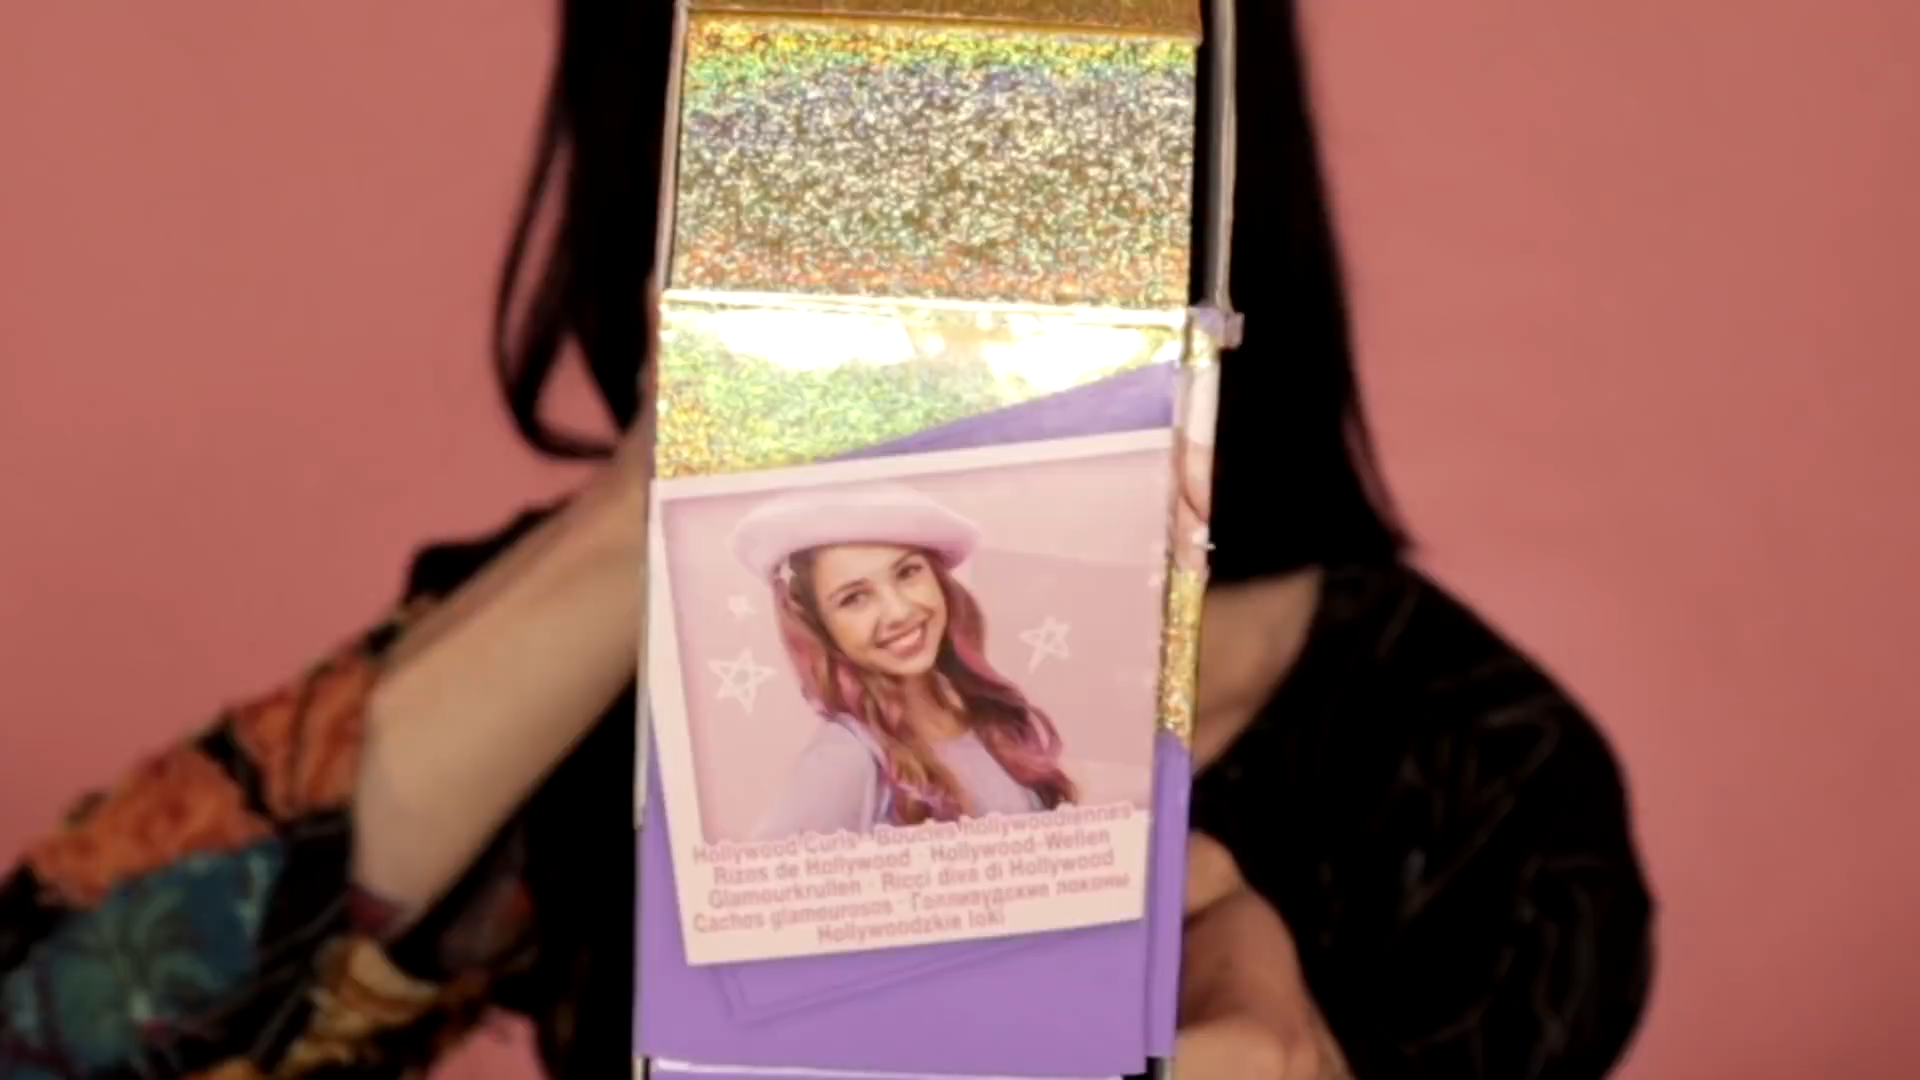 Hollywood Curls · Boucles hollywoodiennes
Rizos de Hollywood · Hollywood-Wellen
Glamourkrullen · Ricci diva di Hollywood
Cachos glamourosos · Голливудские локоны
Hollywoodzkie loki